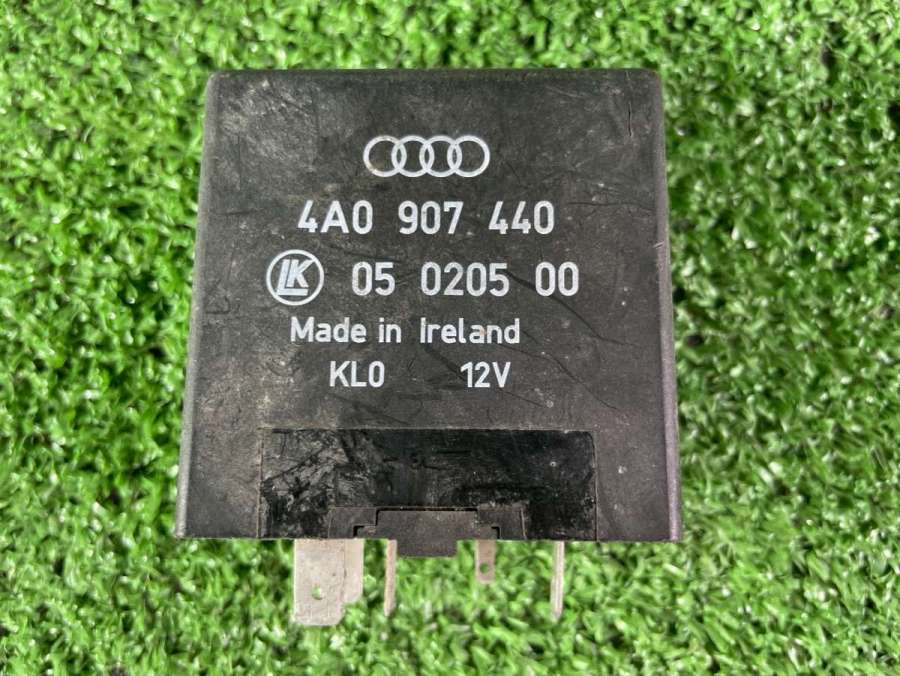 4A0 907 440
LK 05 0205 00
Made in Ireland
KL0 12V